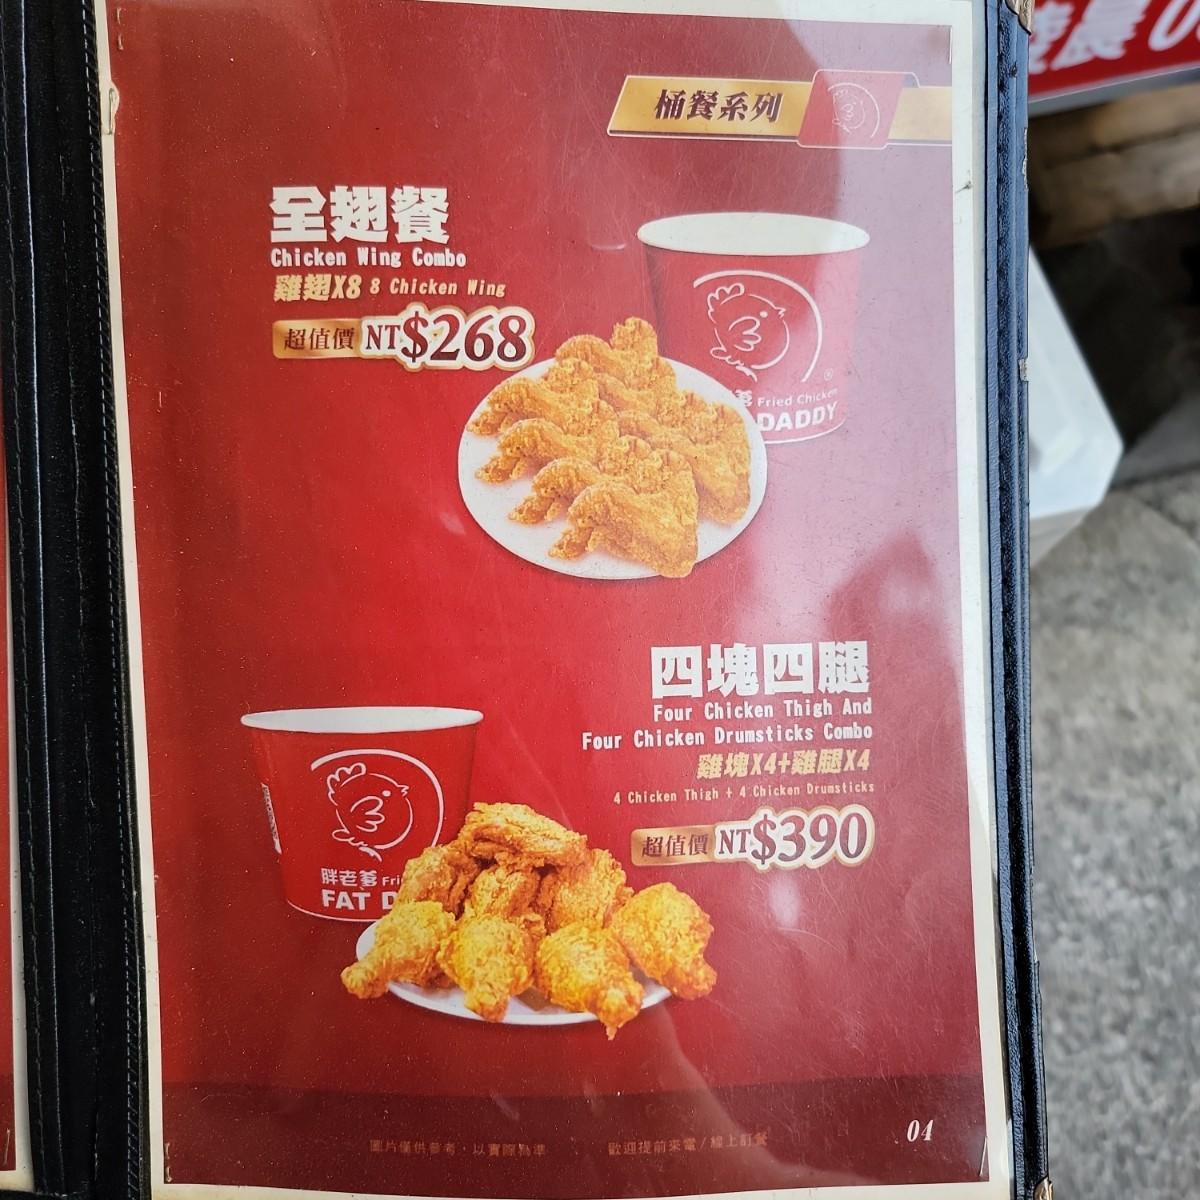 桶餐系列
全翅餐
Chicken Wing Combo
雞翅X8 8 Chicken Wing
超值價 NT$268
Fried Chicken
DADDY
四塊四腿
Four Chicken Thigh And
Four Chicken Drumsticks Combo
雞塊X4+雞腿X4
4 Chicken Thigh + 4 Chicken Drumsticks
超值價 NT$390
胖老爹 Fri
FAT D
圖片僅供參考，以實際為準
歡迎提前來電/線上訂餐
04